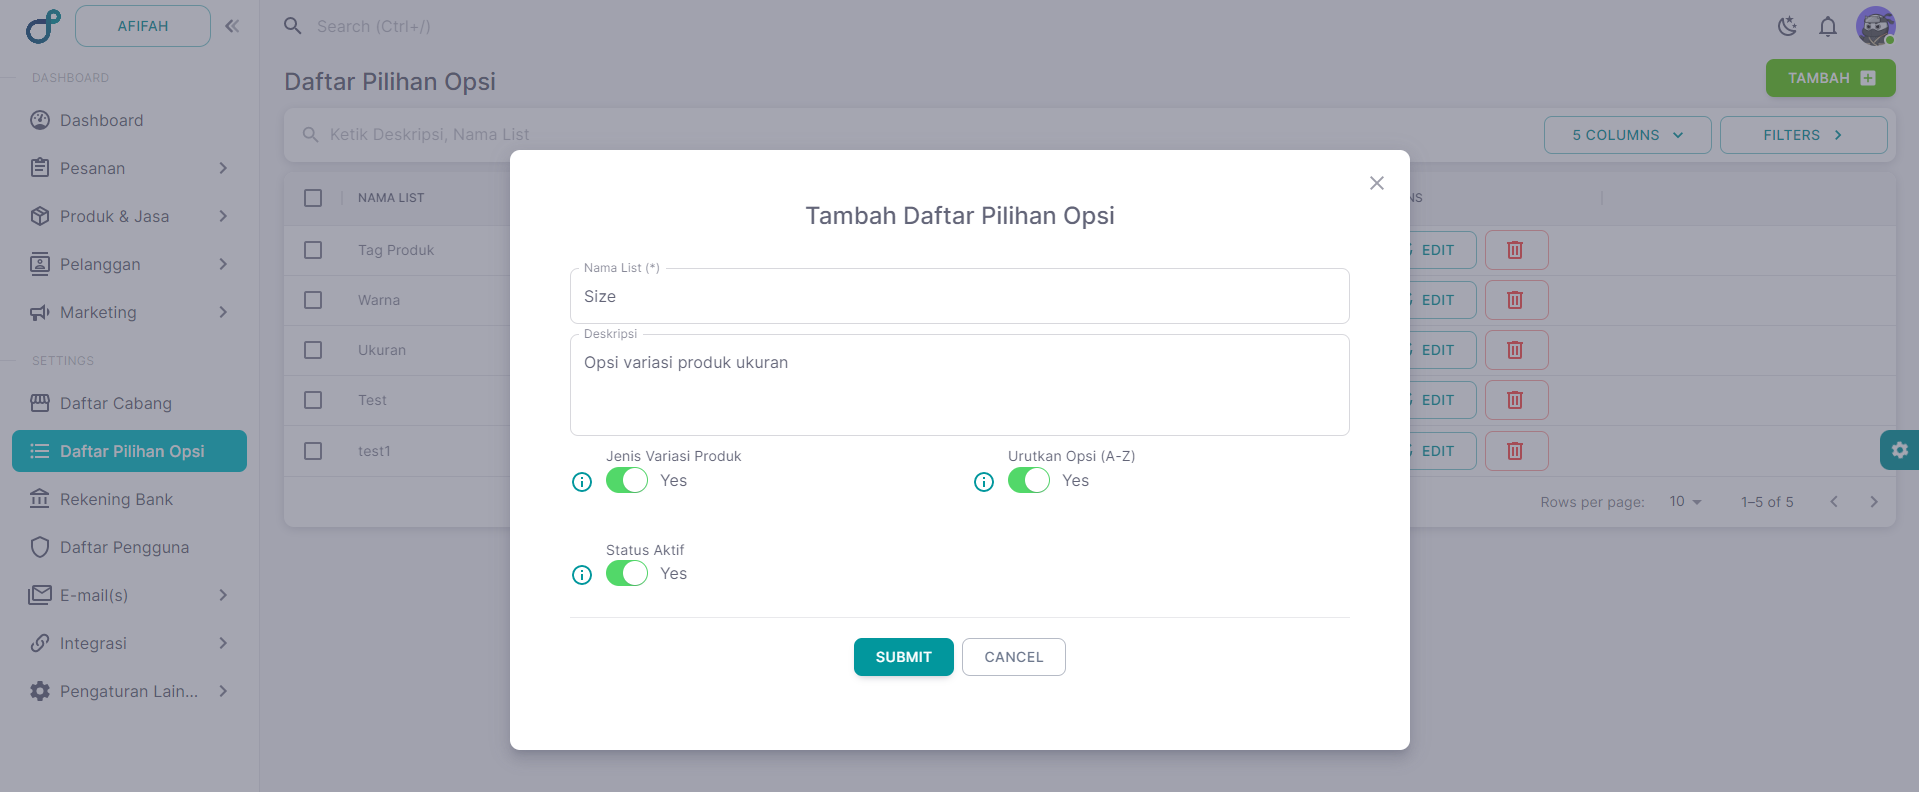 AFIFAH
Search (Ctrl+/)
DASHBOARD
Dashboard
Pesanan
Produk & Jasa
Pelanggan
Marketing
SETTINGS
Daftar Cabang
Daftar Pilihan Opsi
Rekening Bank
Daftar Pengguna
E-mail(s)
Integrasi
Pengaturan Lain...
Daftar Pilihan Opsi
TAMBAH
Ketik Deskripsi, Nama List
5 COLUMNS
FILTERS
NAMA LIST
NS
Tag Produk
EDIT
Warna
EDIT
Ukuran
EDIT
Test
EDIT
test1
EDIT
Rows per page:
10
1–5 of 5
Tambah Daftar Pilihan Opsi
Nama List (*)
Size
Deskripsi
Opsi variasi produk ukuran
Jenis Variasi Produk
Yes
Urutkan Opsi (A-Z)
Yes
Status Aktif
Yes
SUBMIT
CANCEL